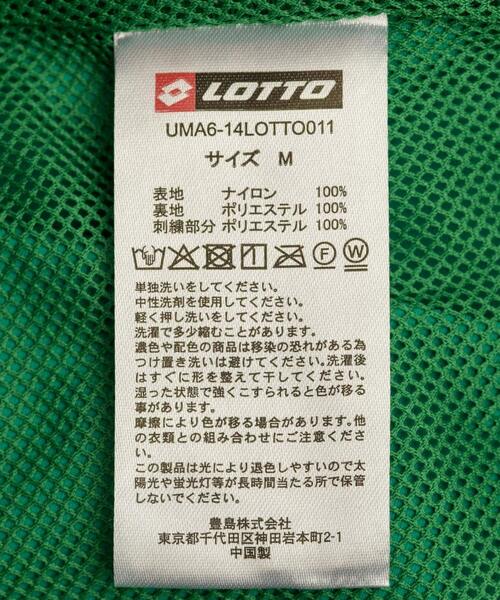 LOTTO
UMA6-14LOTTO011
サイズ M
表地 ナイロン 100%
裏地 ポリエステル 100%
刺繍部分 ポリエステル 100%
F W
単独洗いをしてください。
中性洗剤を使用してください。
軽く押し洗いをしてください。
洗濯で多少縮むことがあります。
濃色や配色の商品は移染の恐れがある為
つけ置き洗いは避けてください。洗濯後
はすぐに形を整えて干してください。
湿った状態で強くこすられると色が移る
事があります。
摩擦により色が移る場合があります。他
の衣類との組み合わせにご注意くださ
い。
この製品は光により退色しやすいので太
陽光や蛍光灯等が長時間当たる所で保管
しないでください。
豊島株式会社
東京都千代田区神田岩本町2-1
中国製